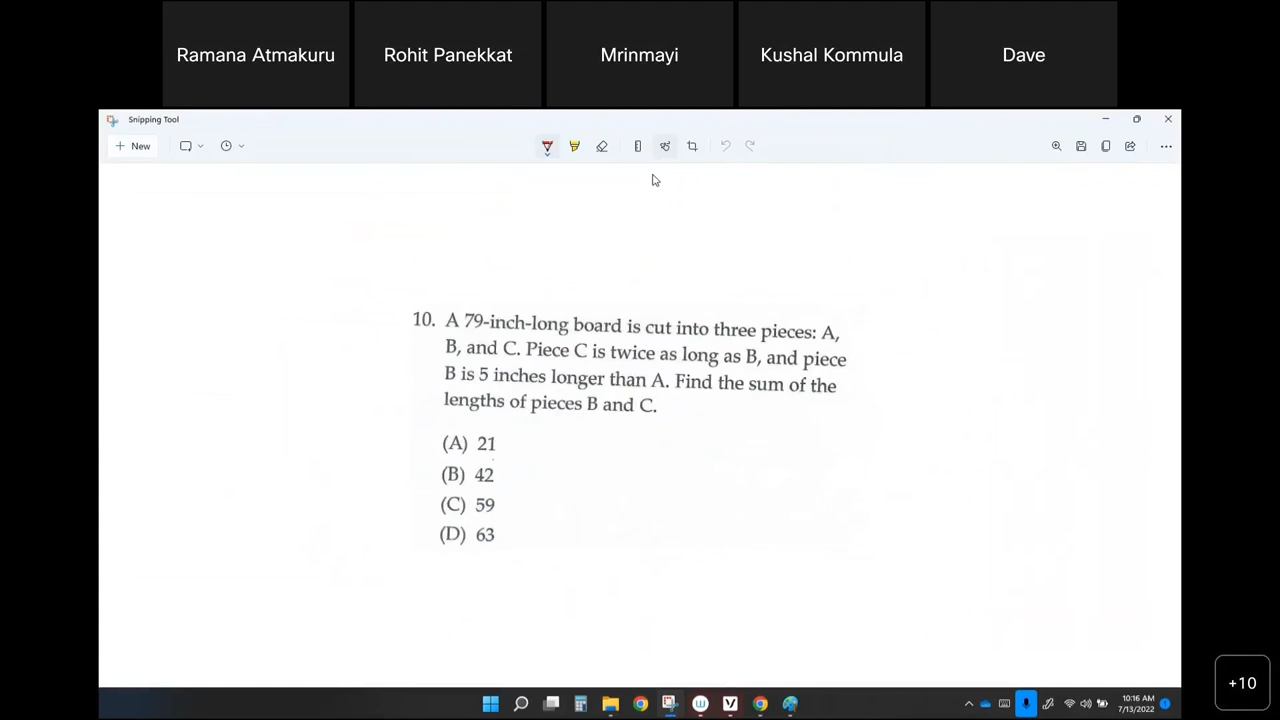 Ramana Atmakuru
Rohit Panekkat
Mrinmayi
Kushal Kommula
Dave
Snipping Tool
New
10. A 79-inch-long board is cut into three pieces: A,
B, and C. Piece C is twice as long as B, and piece
B is 5 inches longer than A. Find the sum of the
lengths of pieces B and C.
(A) 21
(B) 42
(C) 59
(D) 63
+10
10:16 AM
7/13/2022